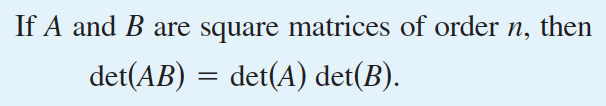 If A and B are square matrices of order n, then
det(AB) = det(A) det(B).